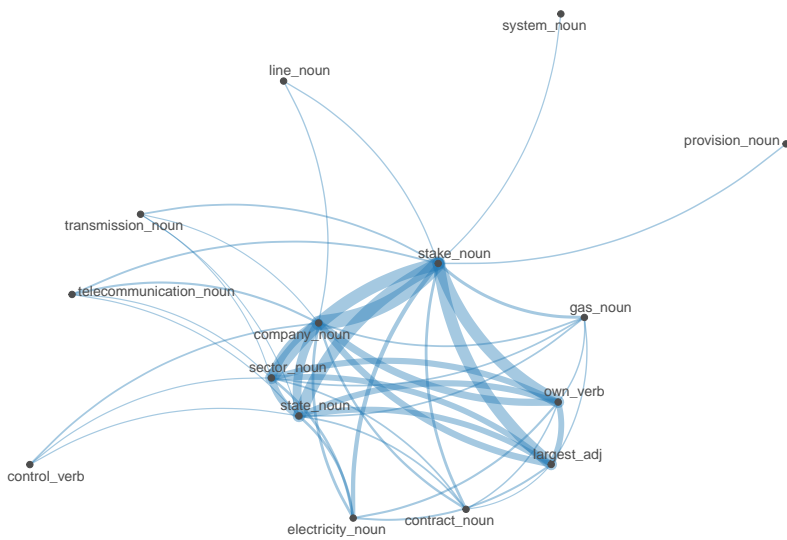 system_noun
line_noun
provision_noun
transmission_noun
stake_noun
telecommunication_noun
gas_noun
company_noun
sector_noun
own_verb
state_noun
largest_adj
control_verb
contract_noun
electricity_noun